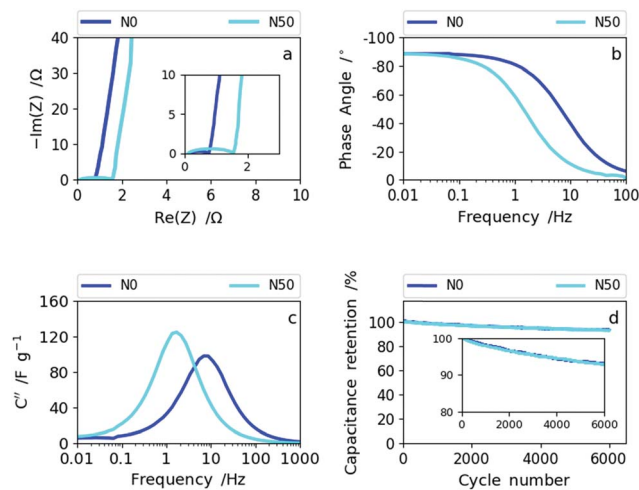 N0 N50
N0 N50
a
40
30
20
10
0
−Im(Z) /Ω
10
5
0
0 2
0 2 4 6 8 10
Re(Z) /Ω
b
-100
-80
-60
-40
-20
0
Phase Angle /°
0.01 0.1 1 10 100
Frequency /Hz
N0 N50
N0 N50
c
160
120
80
40
0
C″ /F g⁻¹
0.01 0.1 1 10 100 1000
Frequency /Hz
d
100
80
60
40
20
0
Capacitance retention /%
100
90
80
0 2000 4000 6000
0 2000 4000 6000
Cycle number